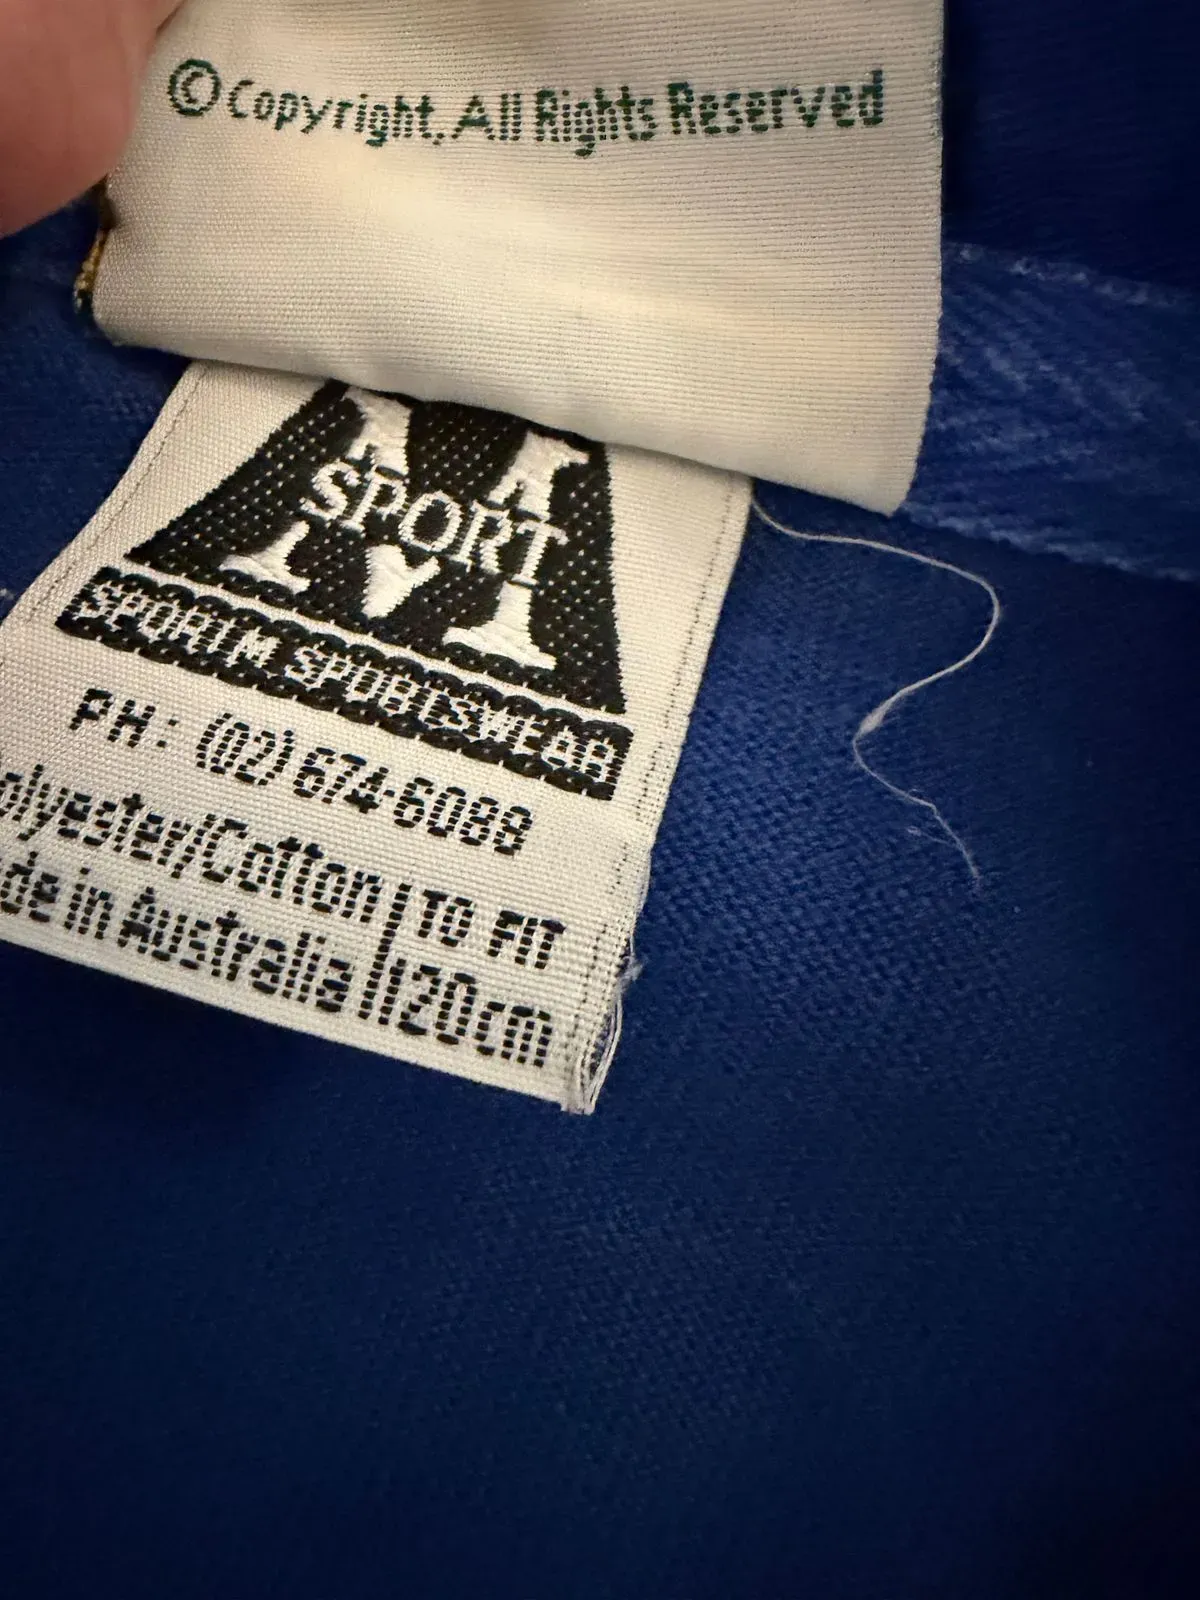 © Copyright, All Rights Reserved
M
SPORT
SPORTM SPORTSWEAR
PH: (02) 674-6088
olyester/Cotton | TO FIT
de in Australia | 120cm